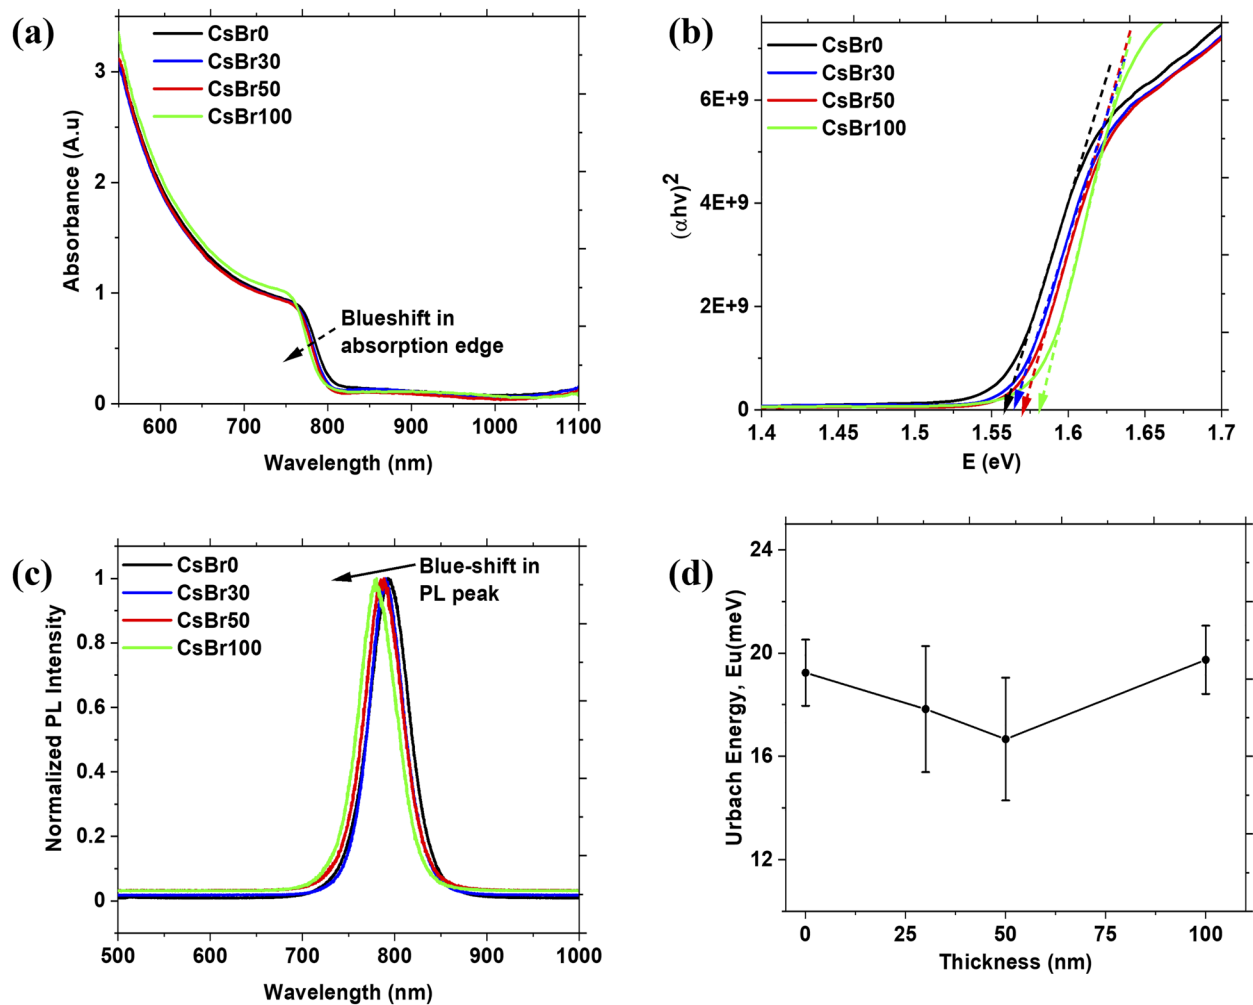 (a)
CsBr0
CsBr30
CsBr50
CsBr100
3
2
1
0
Absorbance (A.u)
Blueshift in
absorption edge
600 700 800 900 1000 1100
Wavelength (nm)
(b)
CsBr0
CsBr30
CsBr50
CsBr100
6E+9
4E+9
2E+9
0
(αhv)2
1.4 1.45 1.5 1.55 1.6 1.65 1.7
E (eV)
(c)
CsBr0
CsBr30
CsBr50
CsBr100
Blue-shift in
PL peak
1
0.8
0.6
0.4
0.2
0
Normalized PL Intensity
500 600 700 800 900 1000
Wavelength (nm)
(d)
24
20
16
12
Urbach Energy, Eu(meV)
0 25 50 75 100
Thickness (nm)